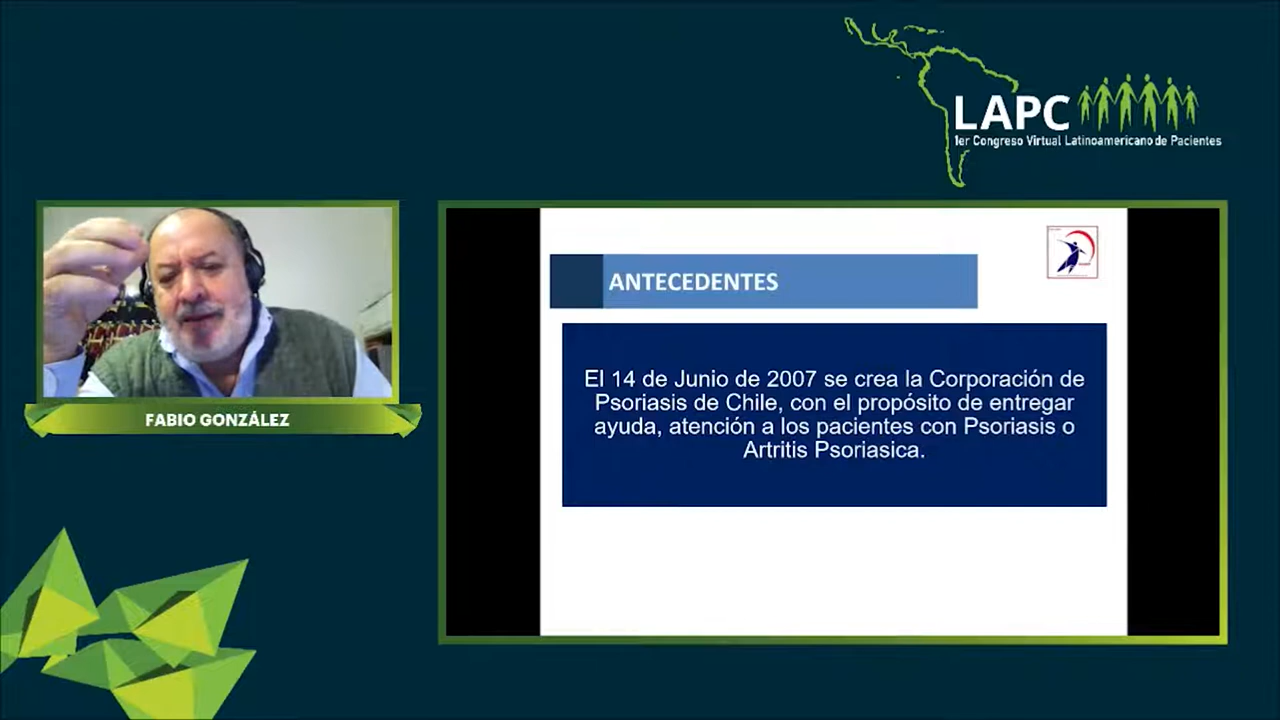 LAPC
1er Congreso Virtual Latinoamericano de Pacientes
ANTECEDENTES
El 14 de Junio de 2007 se crea la Corporación de
Psoriasis de Chile, con el propósito de entregar
ayuda, atención a los pacientes con Psoriasis o
Artritis Psoriasica.
FABIO GONZÁLEZ